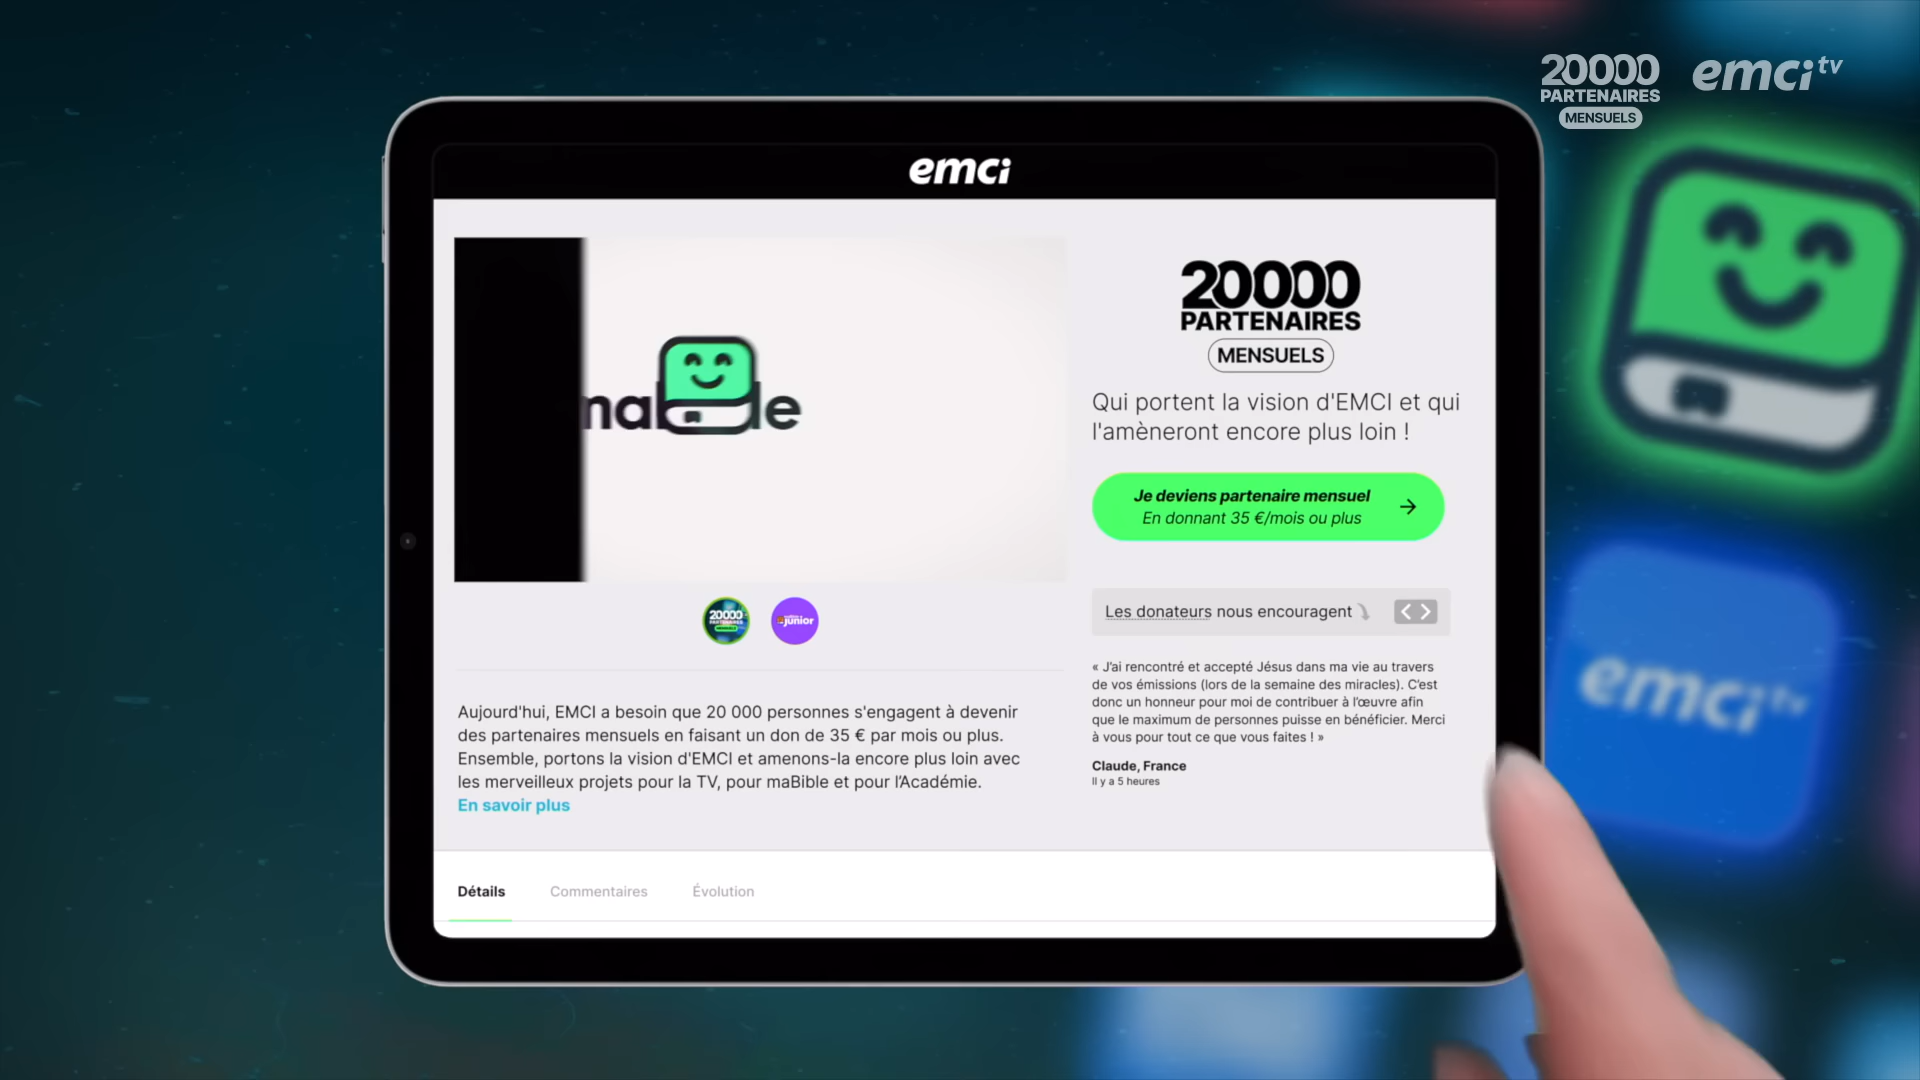 20000
PARTENAIRES
MENSUELS
emci tv
emci
20000
PARTENAIRES
MENSUELS
Qui portent la vision d'EMCI et qui
l'amèneront encore plus loin !
Je deviens partenaire mensuel
En donnant 35 €/mois ou plus
Les donateurs nous encouragent
20000
PARTENAIRES
junior
« J'ai rencontré et accepté Jésus dans ma vie au travers
de vos émissions (lors de la semaine des miracles). C'est
donc un honneur pour moi de contribuer à l'œuvre afin
que le maximum de personnes puisse en bénéficier. Merci
à vous pour tout ce que vous faites ! »
Claude, France
Il y a 5 heures
Aujourd'hui, EMCI a besoin que 20 000 personnes s'engagent à devenir
des partenaires mensuels en faisant un don de 35 € par mois ou plus.
Ensemble, portons la vision d'EMCI et amenons-la encore plus loin avec
les merveilleux projets pour la TV, pour maBible et pour l'Académie.
En savoir plus
Détails
Commentaires
Évolution
emci tv